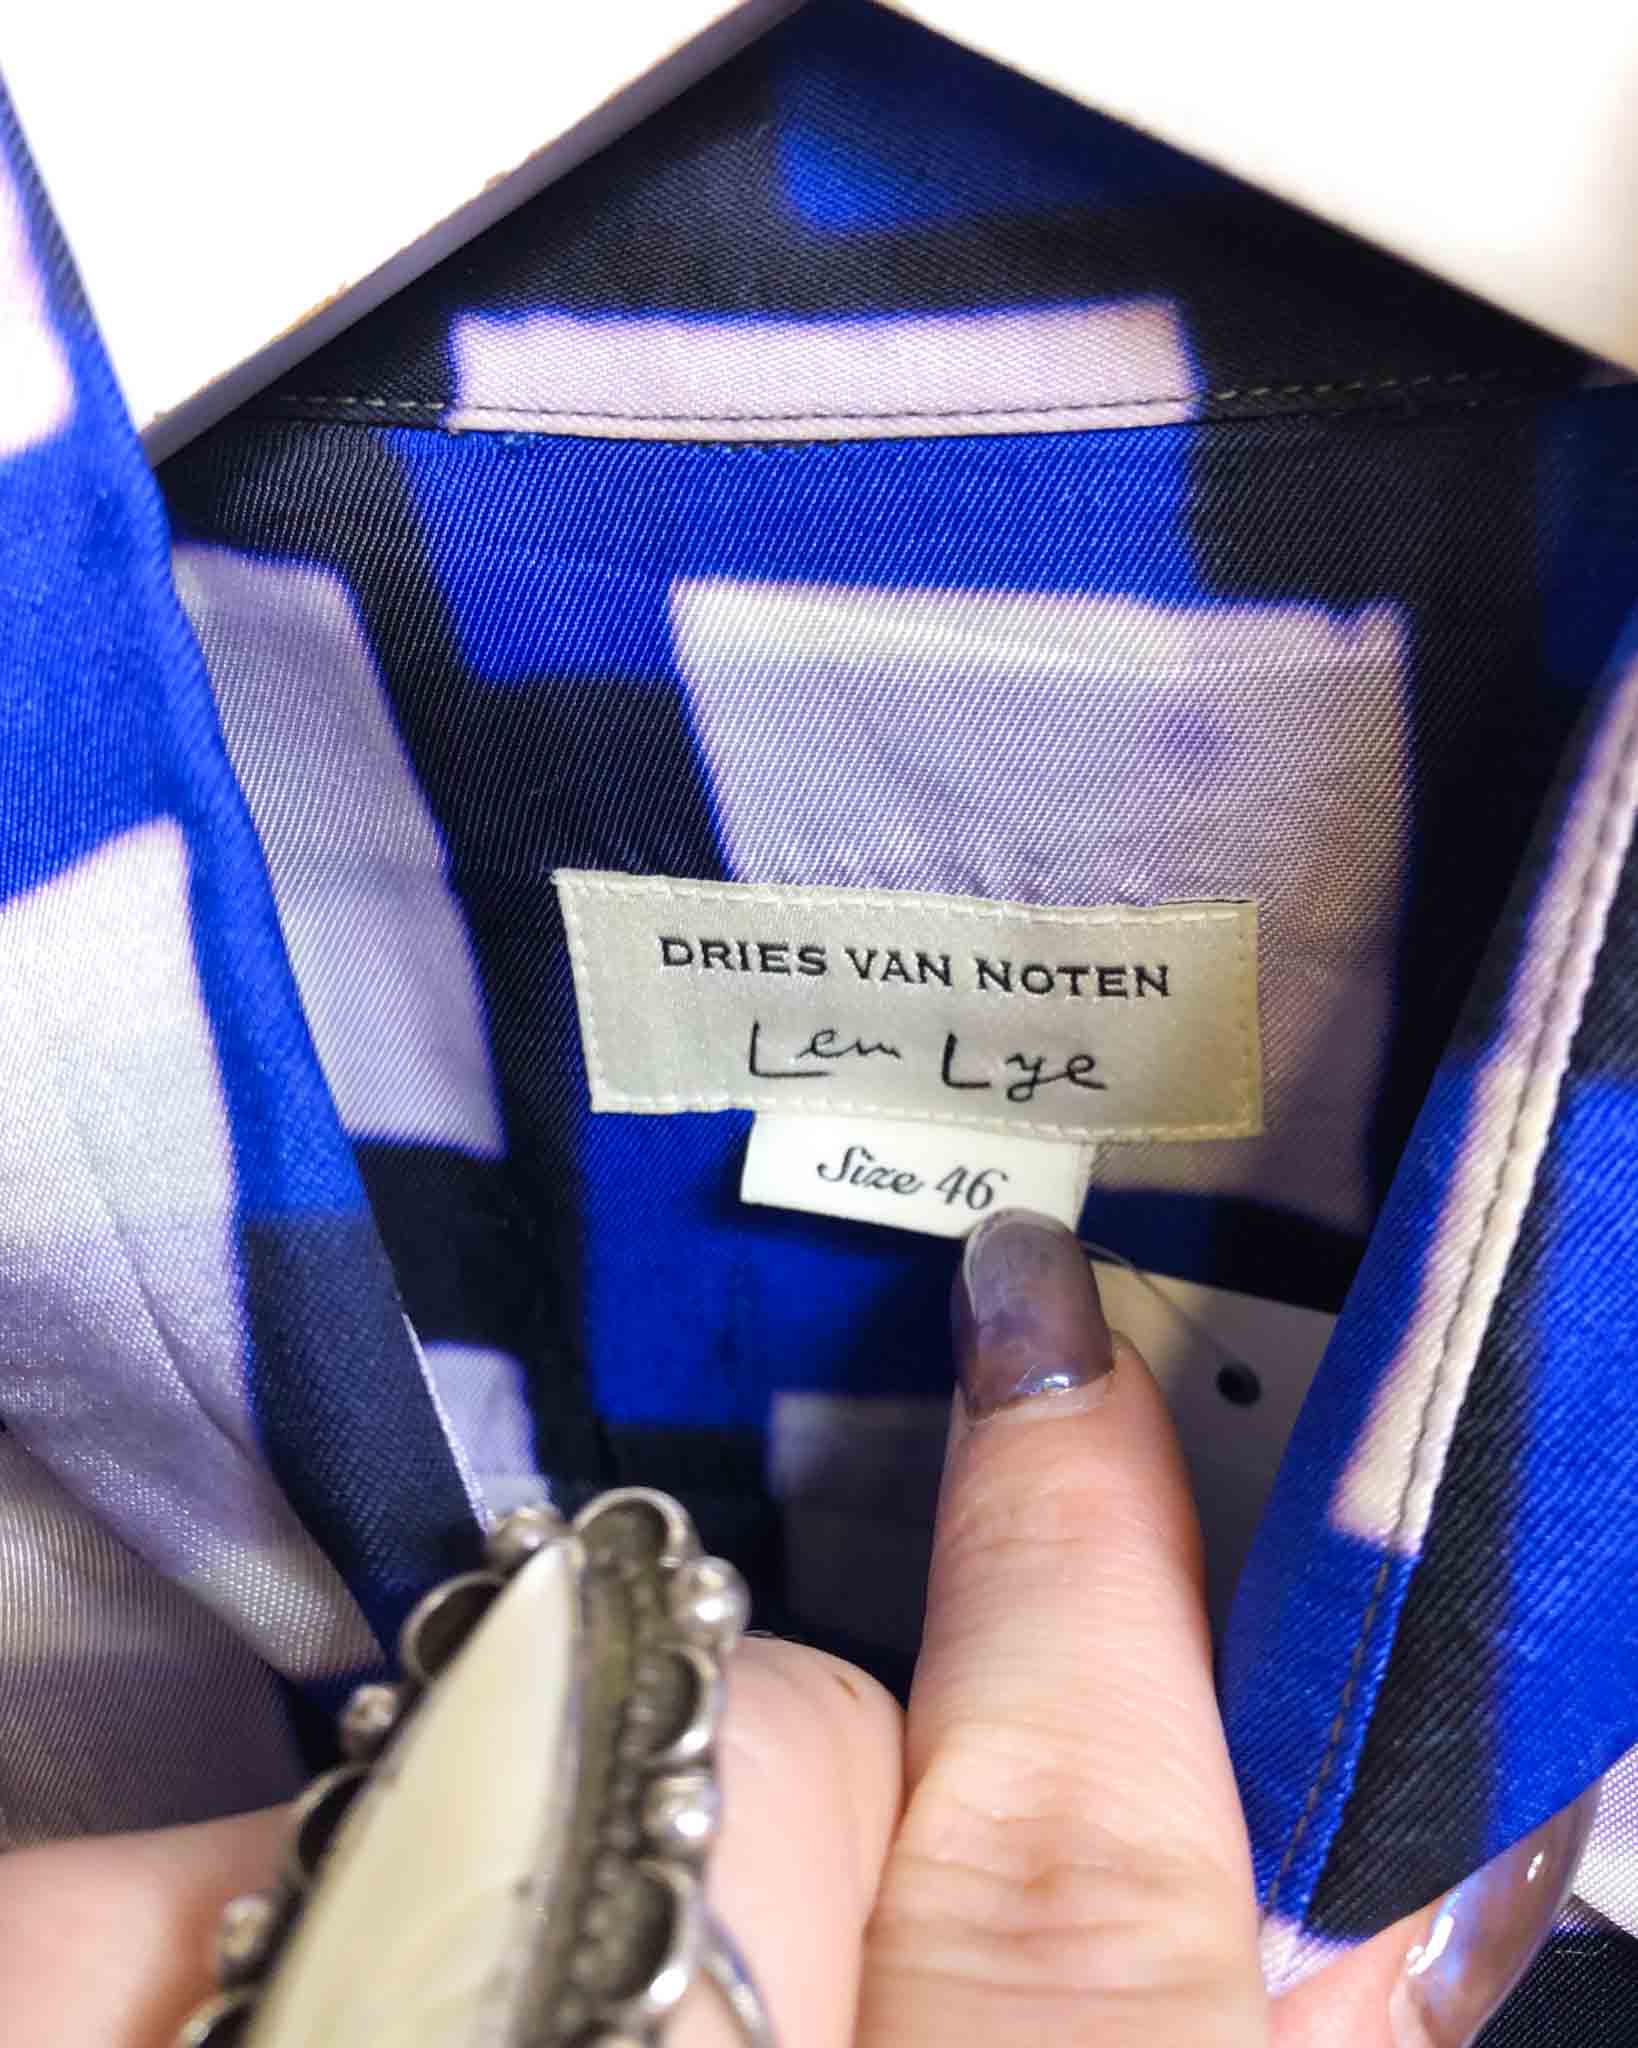 DRIES VAN NOTEN
Len Lye
Size 46